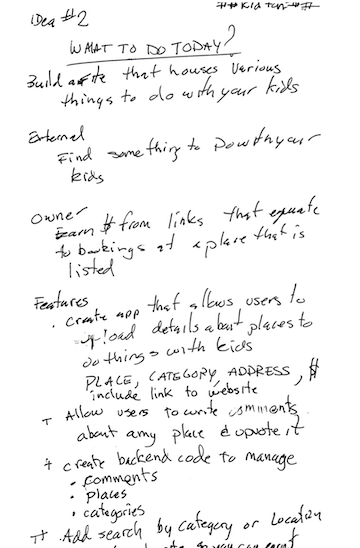 Idea #2
WHAT TO DO TODAY?
Build a site that houses various
things to do with your kids
External
Find something to do with your
kids
Owner
Earn $ from links that equate
to bookings at a place that is
listed
Features
• Create app that allows users to
upload details about places to
do things with kids
PLACE, CATEGORY, ADDRESS, #
include link to website
+ Allow users to write comments
about any place & upvote it
+ create backend code to manage
• comments
• places
• categories
++ Add search by category or location